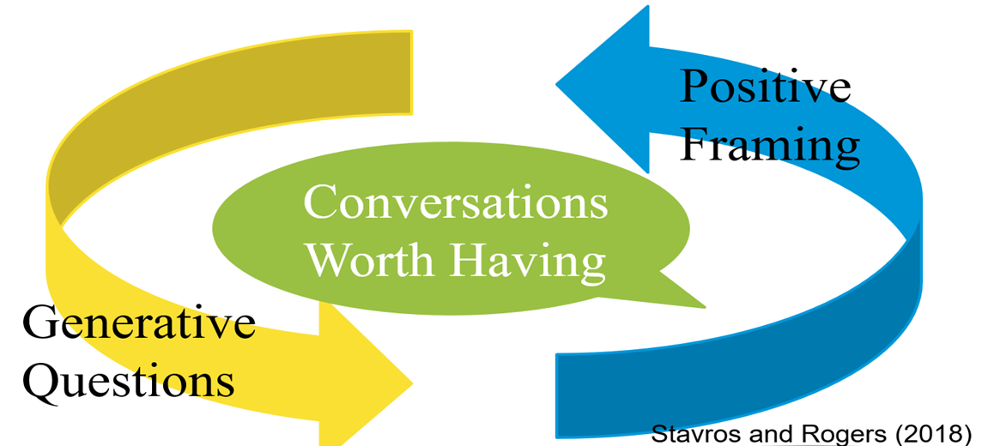 Positive
Framing
Conversations
Worth Having
Generative
Questions
Stavros and Rogers (2018)